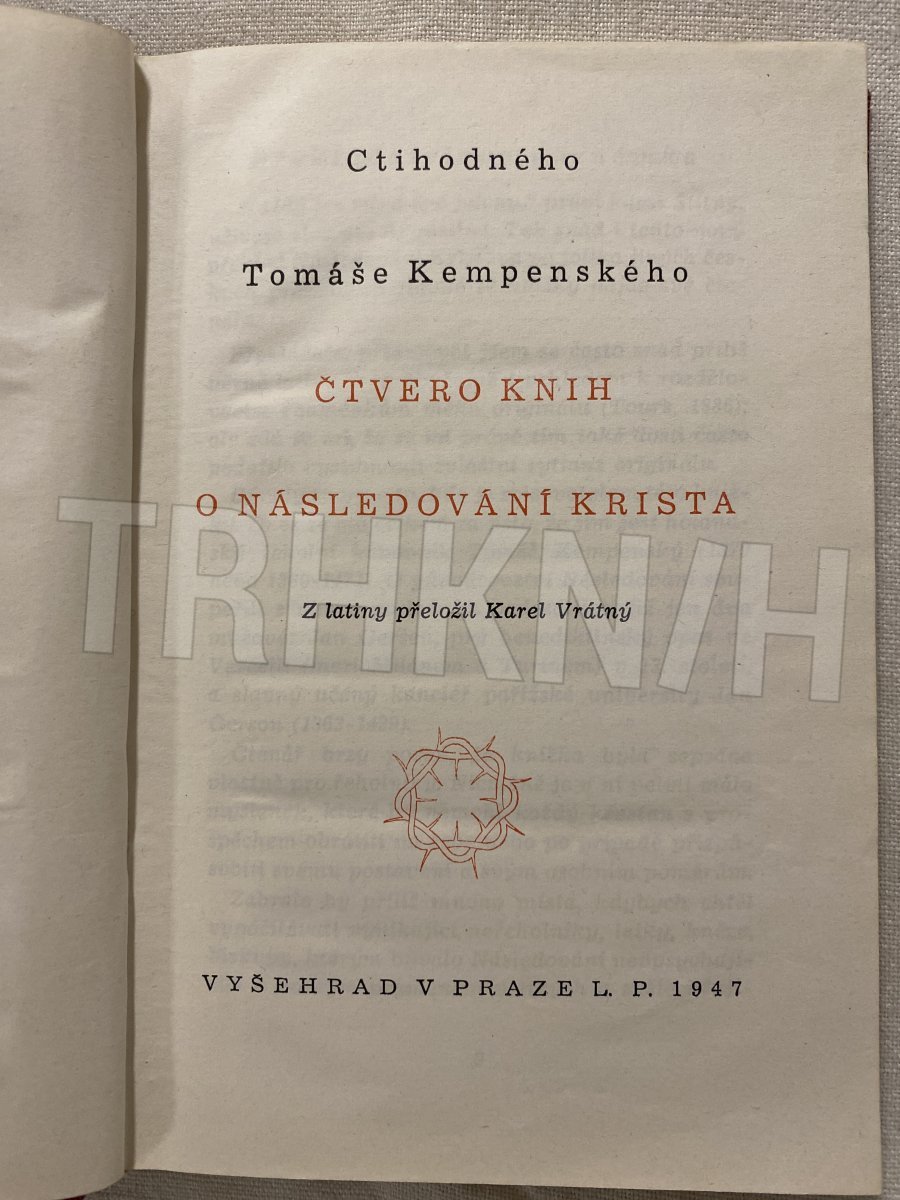 Ctihodného
Tomáše Kempenského
ČTVERO KNIH
O NÁSLEDOVÁNÍ KRISTA
TRHKNIH
Z latiny přeložil Karel Vrátný
VYŠEHRAD V PRAZE L. P. 1947